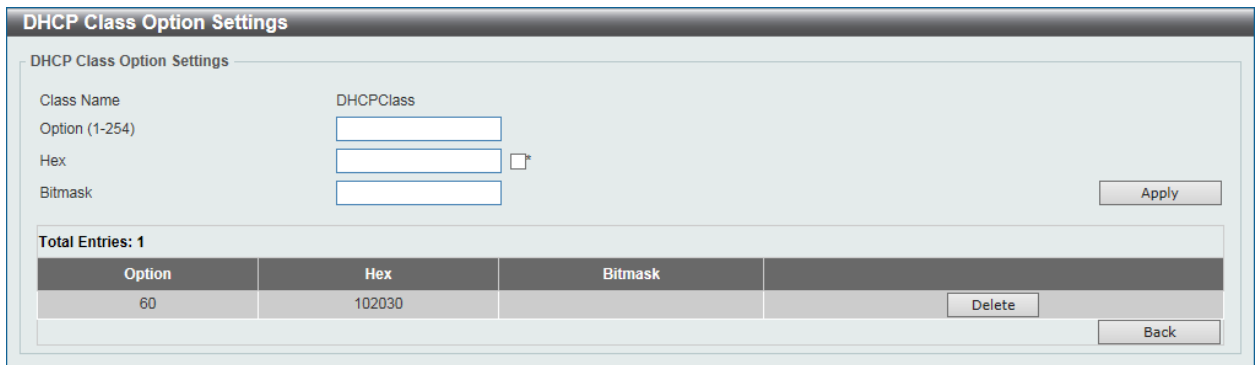 DHCP Class Option Settings
DHCP Class Option Settings
Class Name DHCPClass
Option (1-254)
Hex *
Bitmask Apply
Total Entries: 1
Option Hex Bitmask
60 102030 Delete
Back